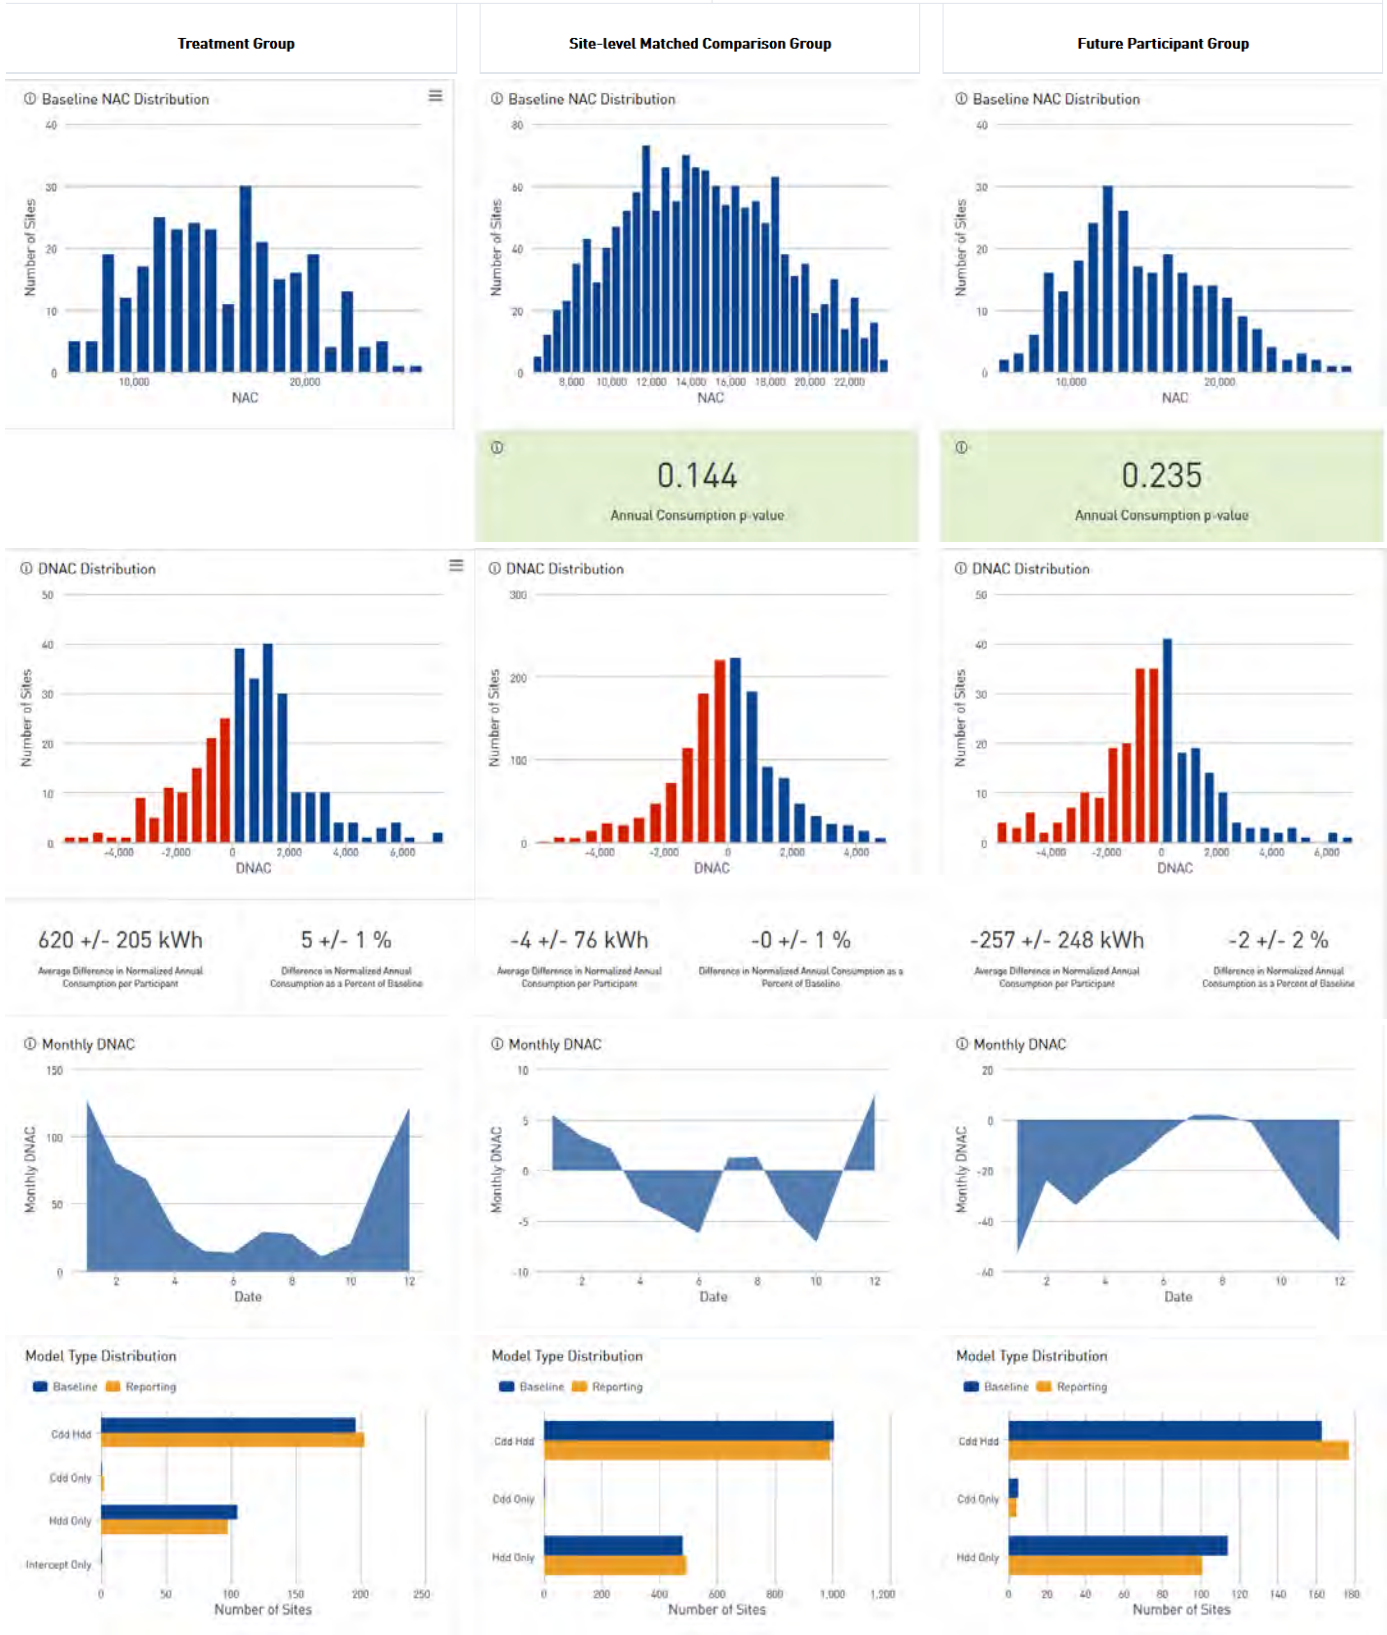 Treatment Group
Site-level Matched Comparison Group
Future Participant Group
Baseline NAC Distribution
40
30
20
10
0
Number of Sites
10,000 20,000
NAC
Baseline NAC Distribution
80
60
40
20
0
Number of Sites
8,000 10,000 12,000 14,000 16,000 18,000 20,000 22,000
NAC
Baseline NAC Distribution
40
30
20
10
0
Number of Sites
10,000 20,000
NAC
0.144
Annual Consumption p-value
0.235
Annual Consumption p-value
DNAC Distribution
50
40
30
20
10
0
Number of Sites
-4,000 -2,000 0 2,000 4,000 6,000
DNAC
DNAC Distribution
300
200
100
0
Number of Sites
-4,000 -2,000 0 2,000 4,000
DNAC
DNAC Distribution
50
40
30
20
10
0
Number of Sites
-4,000 -2,000 0 2,000 4,000 6,000
DNAC
620 +/- 205 kWh
Average Difference in Normalized Annual
Consumption per Participant
5 +/- 1 %
Difference in Normalized Annual
Consumption as a Percent of Baseline
-4 +/- 76 kWh
Average Difference in Normalized Annual
Consumption per Participant
-0 +/- 1 %
Difference in Normalized Annual Consumption as a
Percent of Baseline
-257 +/- 248 kWh
Average Difference in Normalized Annual
Consumption per Participant
-2 +/- 2 %
Difference in Normalized Annual
Consumption as a Percent of Baseline
Monthly DNAC
150
100
50
0
Monthly DNAC
2 4 6 8 10 12
Date
Monthly DNAC
10
5
0
-5
-10
Monthly DNAC
2 4 6 8 10 12
Date
Monthly DNAC
20
0
-20
-40
-60
Monthly DNAC
2 4 6 8 10 12
Date
Model Type Distribution
Baseline Reporting
Cdd Hdd
Cdd Only
Hdd Only
Intercept Only
0 50 100 150 200 250
Number of Sites
Model Type Distribution
Baseline Reporting
Cdd Hdd
Cdd Only
Hdd Only
0 200 400 600 800 1,000 1,200
Number of Sites
Model Type Distribution
Baseline Reporting
Cdd Hdd
Cdd Only
Hdd Only
0 20 40 60 80 100 120 140 160 180
Number of Sites